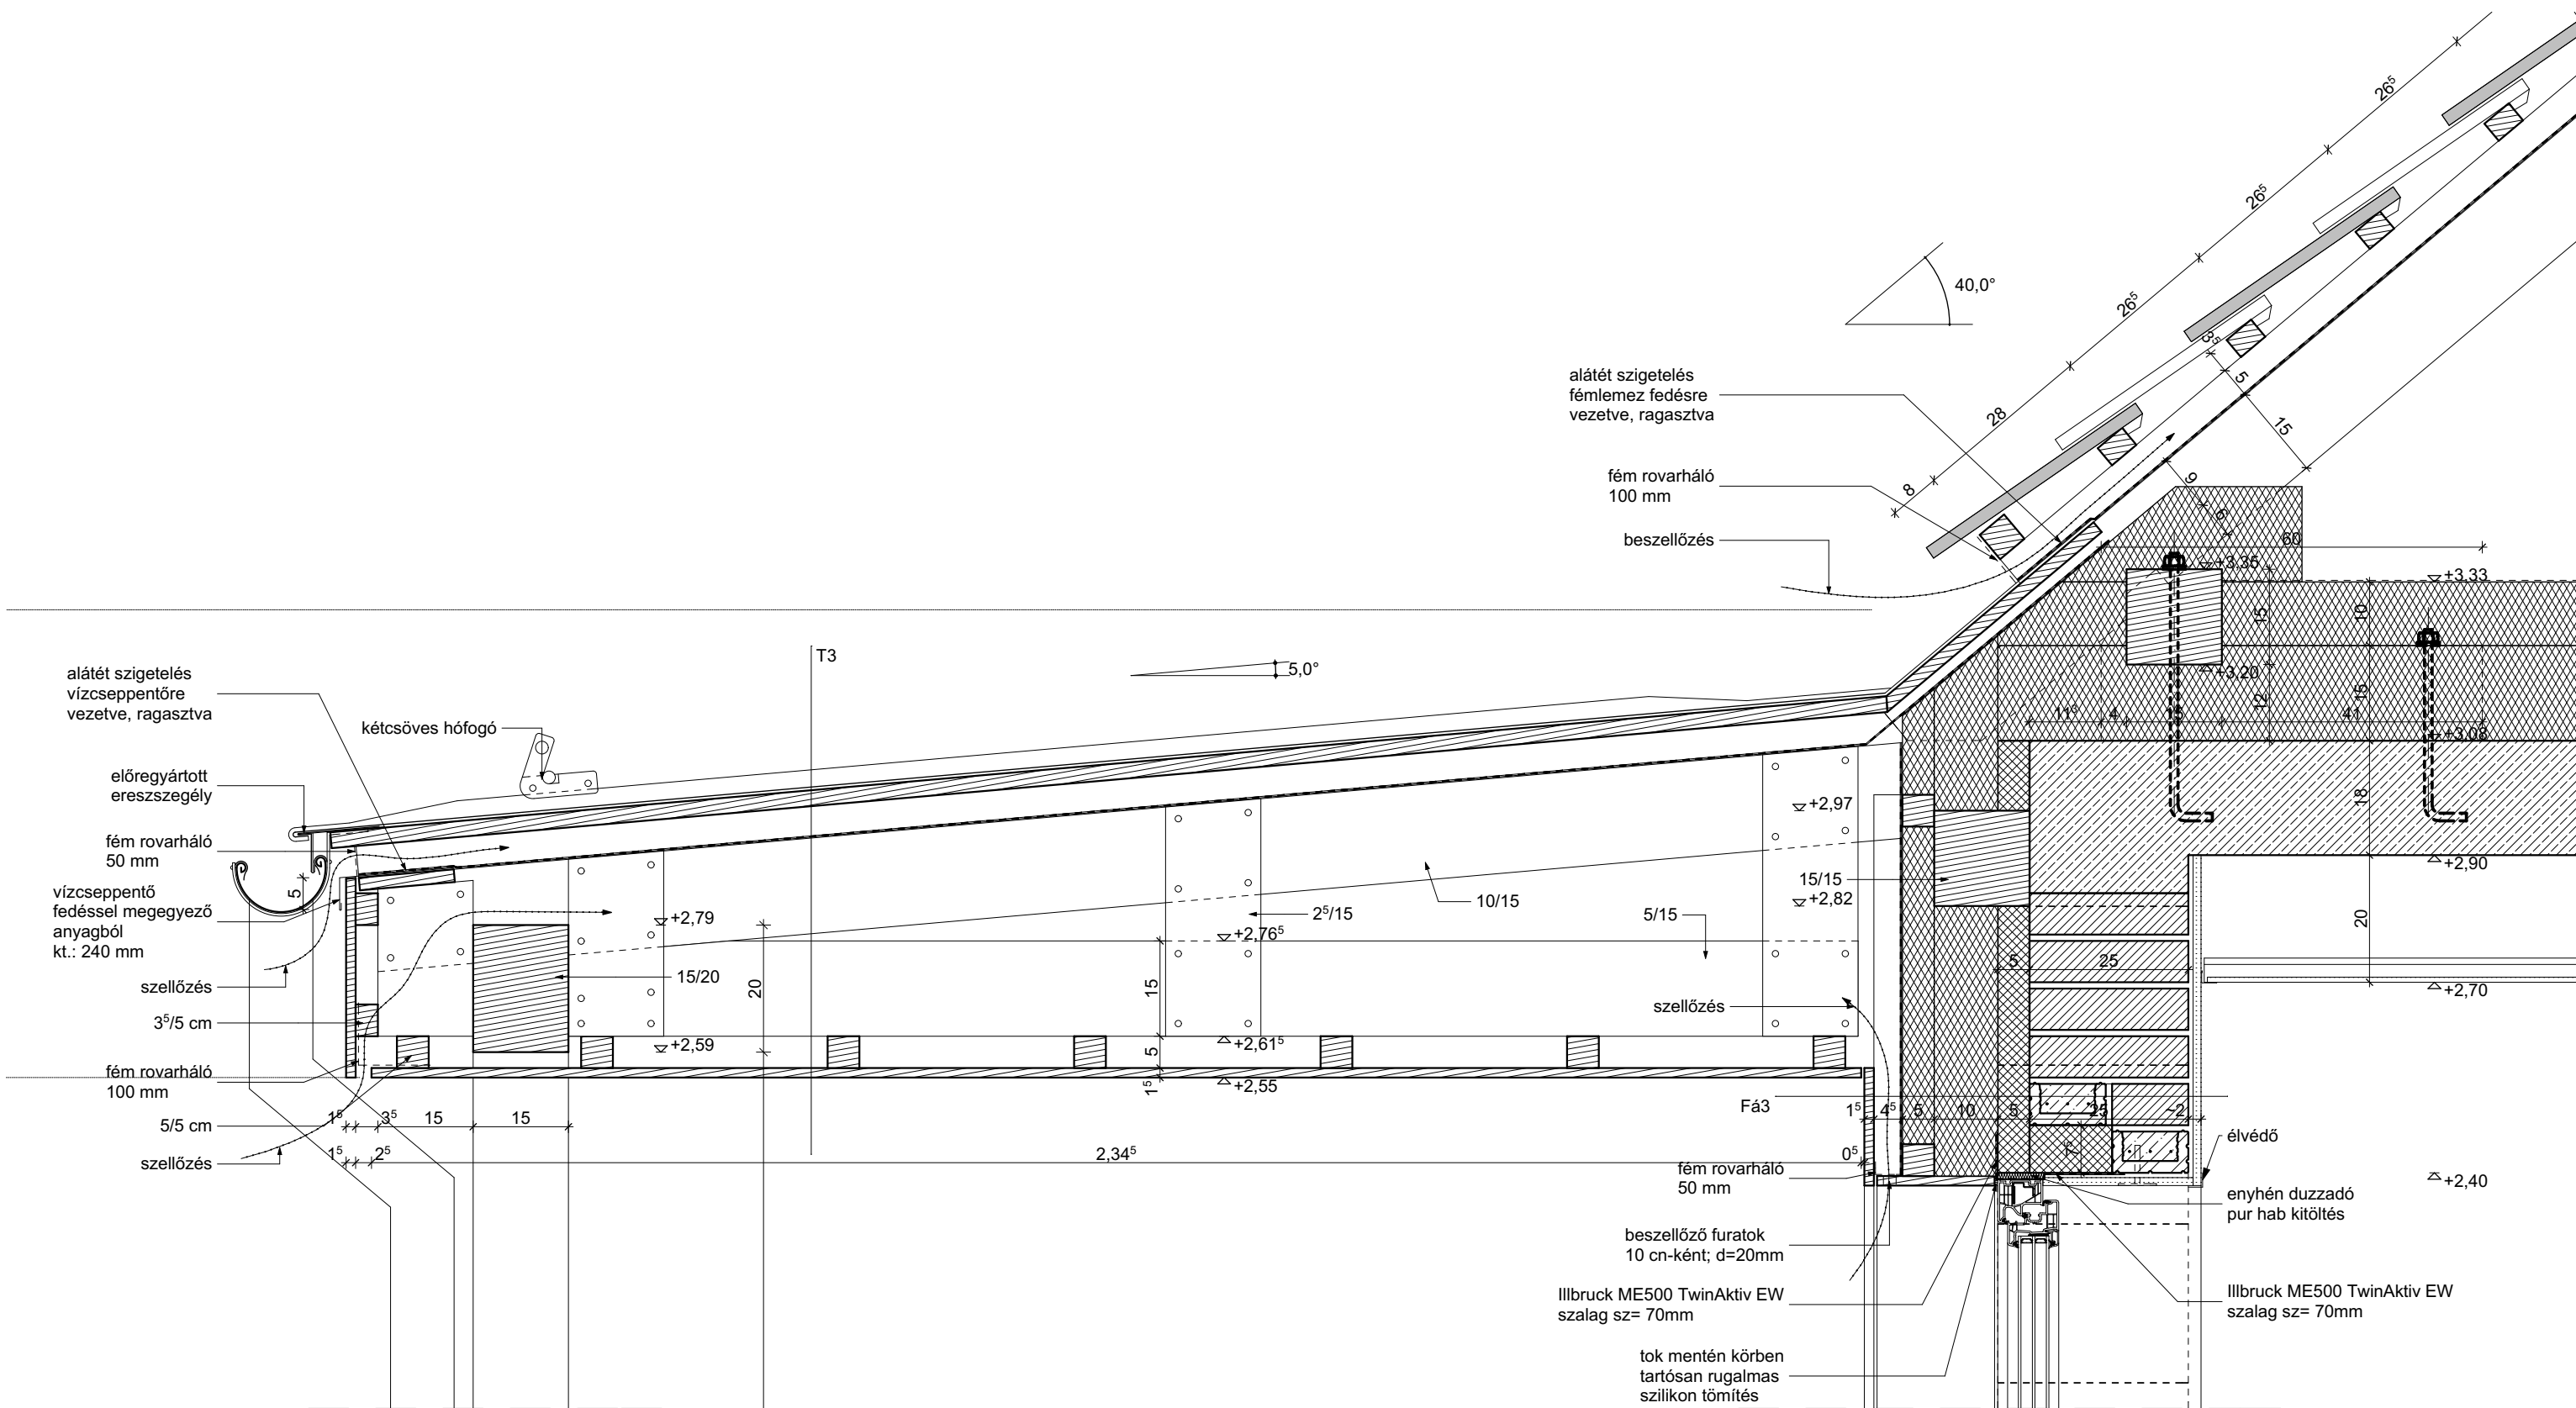 26⁵
26⁵
26⁵
28
8
40,0°
3⁵
5
15
9
6
60
alátét szigetelés
fémlemez fedésre
vezetve, ragasztva
fém rovarháló
100 mm
beszellőzés
+3,35
+3,33
15
10
+3,20
12
15
11³
4
41
+3,08
18
T3
5,0°
alátét szigetelés
vízcseppentőre
vezetve, ragasztva
kétcsöves hófogó
előregyártott
ereszszegély
fém rovarháló
50 mm
vízcseppentő
fedéssel megegyező
anyagból
kt.: 240 mm
5
szellőzés
3⁵/5 cm
fém rovarháló
100 mm
5/5 cm
szellőzés
+2,79
15/20
20
+2,59
+2,97
15/15
+2,82
10/15
2⁵/15
5/15
+2,76⁵
15
szellőzés
5
+2,61⁵
1⁵
+2,55
+2,90
20
5
25
+2,70
1⁵
3⁵
15
15
1⁵
2⁵
2,34⁵
0⁵
Fá3
1⁵
4⁵
5
10
5
25
~2
7⁵
élvédő
+2,40
fém rovarháló
50 mm
enyhén duzzadó
pur hab kitöltés
beszellőző furatok
10 cn-ként; d=20mm
Illbruck ME500 TwinAktiv EW
szalag sz= 70mm
Illbruck ME500 TwinAktiv EW
szalag sz= 70mm
tok mentén körben
tartósan rugalmas
szilikon tömítés